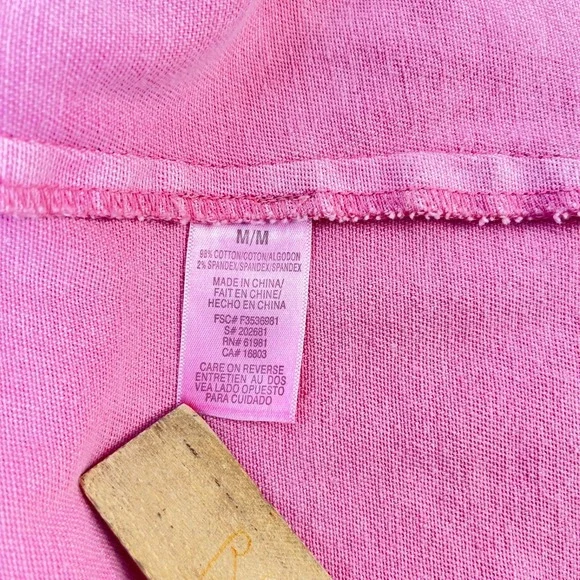 M/M
98% COTTON/COTON/ALGODON
2% SPANDEX/SPANDEX/SPANDEX
MADE IN CHINA/
FAIT EN CHINE/
HECHO EN CHINA
FSC# F3536981
S# 202681
RN# 61981
CA# 16803
CARE ON REVERSE
ENTRETIEN AU DOS
VEA LADO OPUESTO
PARA CUIDADO